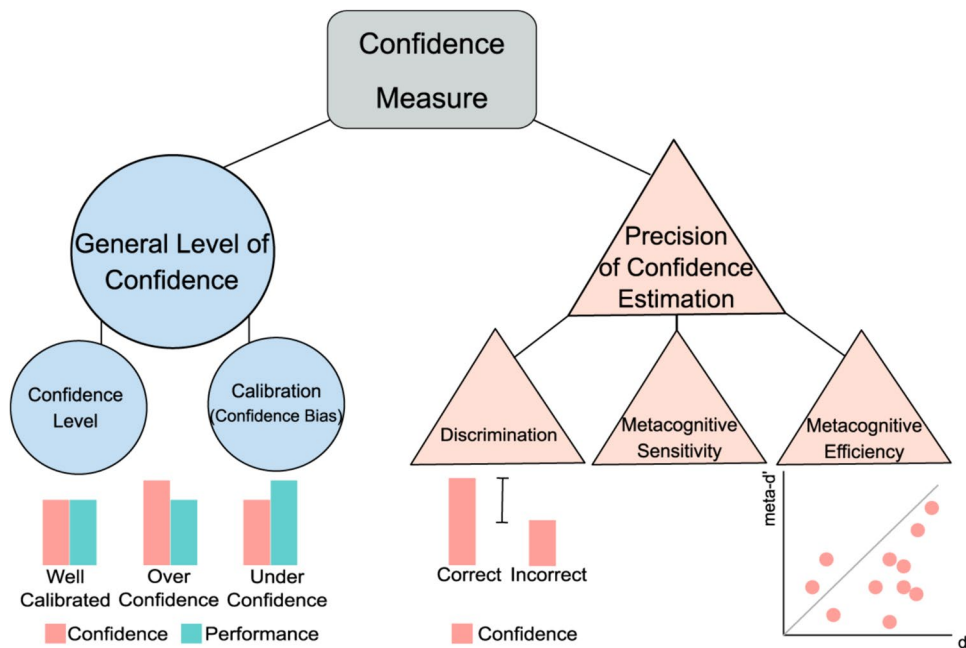 Confidence
Measure
General Level of
Confidence
Precision
of Confidence
Estimation
Confidence
Level
Calibration
(Confidence Bias)
Discrimination
Metacognitive
Sensitivity
Metacognitive
Efficiency
Well
Calibrated
Over
Confidence
Under
Confidence
Confidence
Performance
Correct
Incorrect
Confidence
meta-d'
d